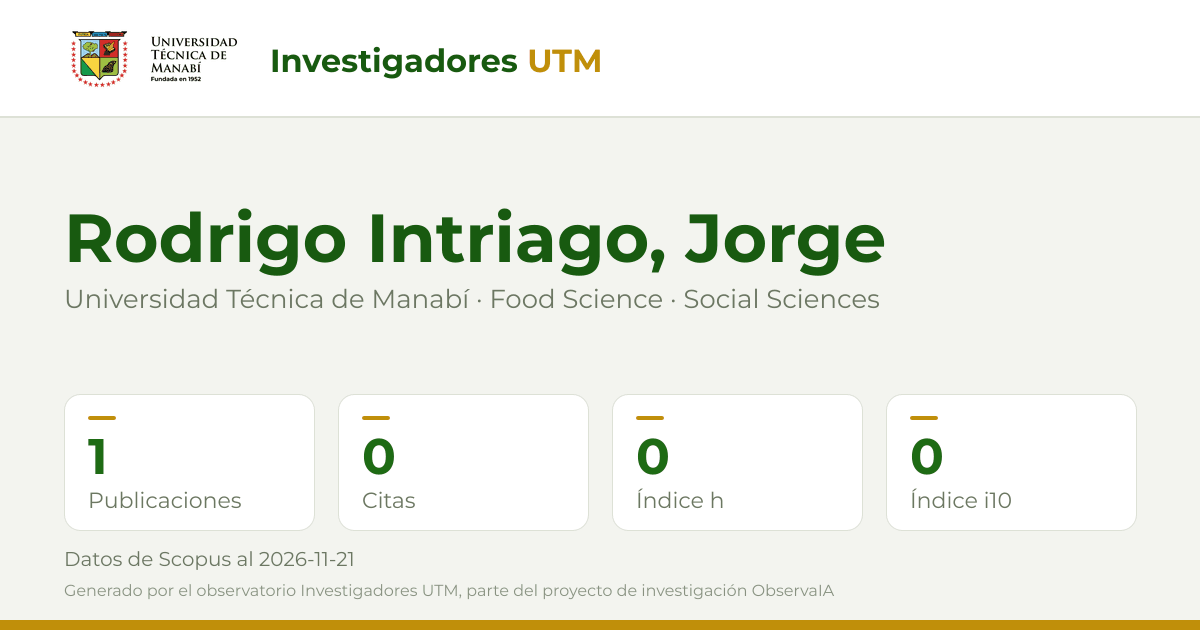 UNIVERSIDAD
TÉCNICA DE
MANABÍ
Fundada en 1952
Investigadores UTM
Rodrigo Intriago, Jorge
Universidad Técnica de Manabí · Food Science · Social Sciences
1
Publicaciones
0
Citas
0
Índice h
0
Índice i10
Datos de Scopus al 2026-11-21
Generado por el observatorio Investigadores UTM, parte del proyecto de investigación ObservaIA